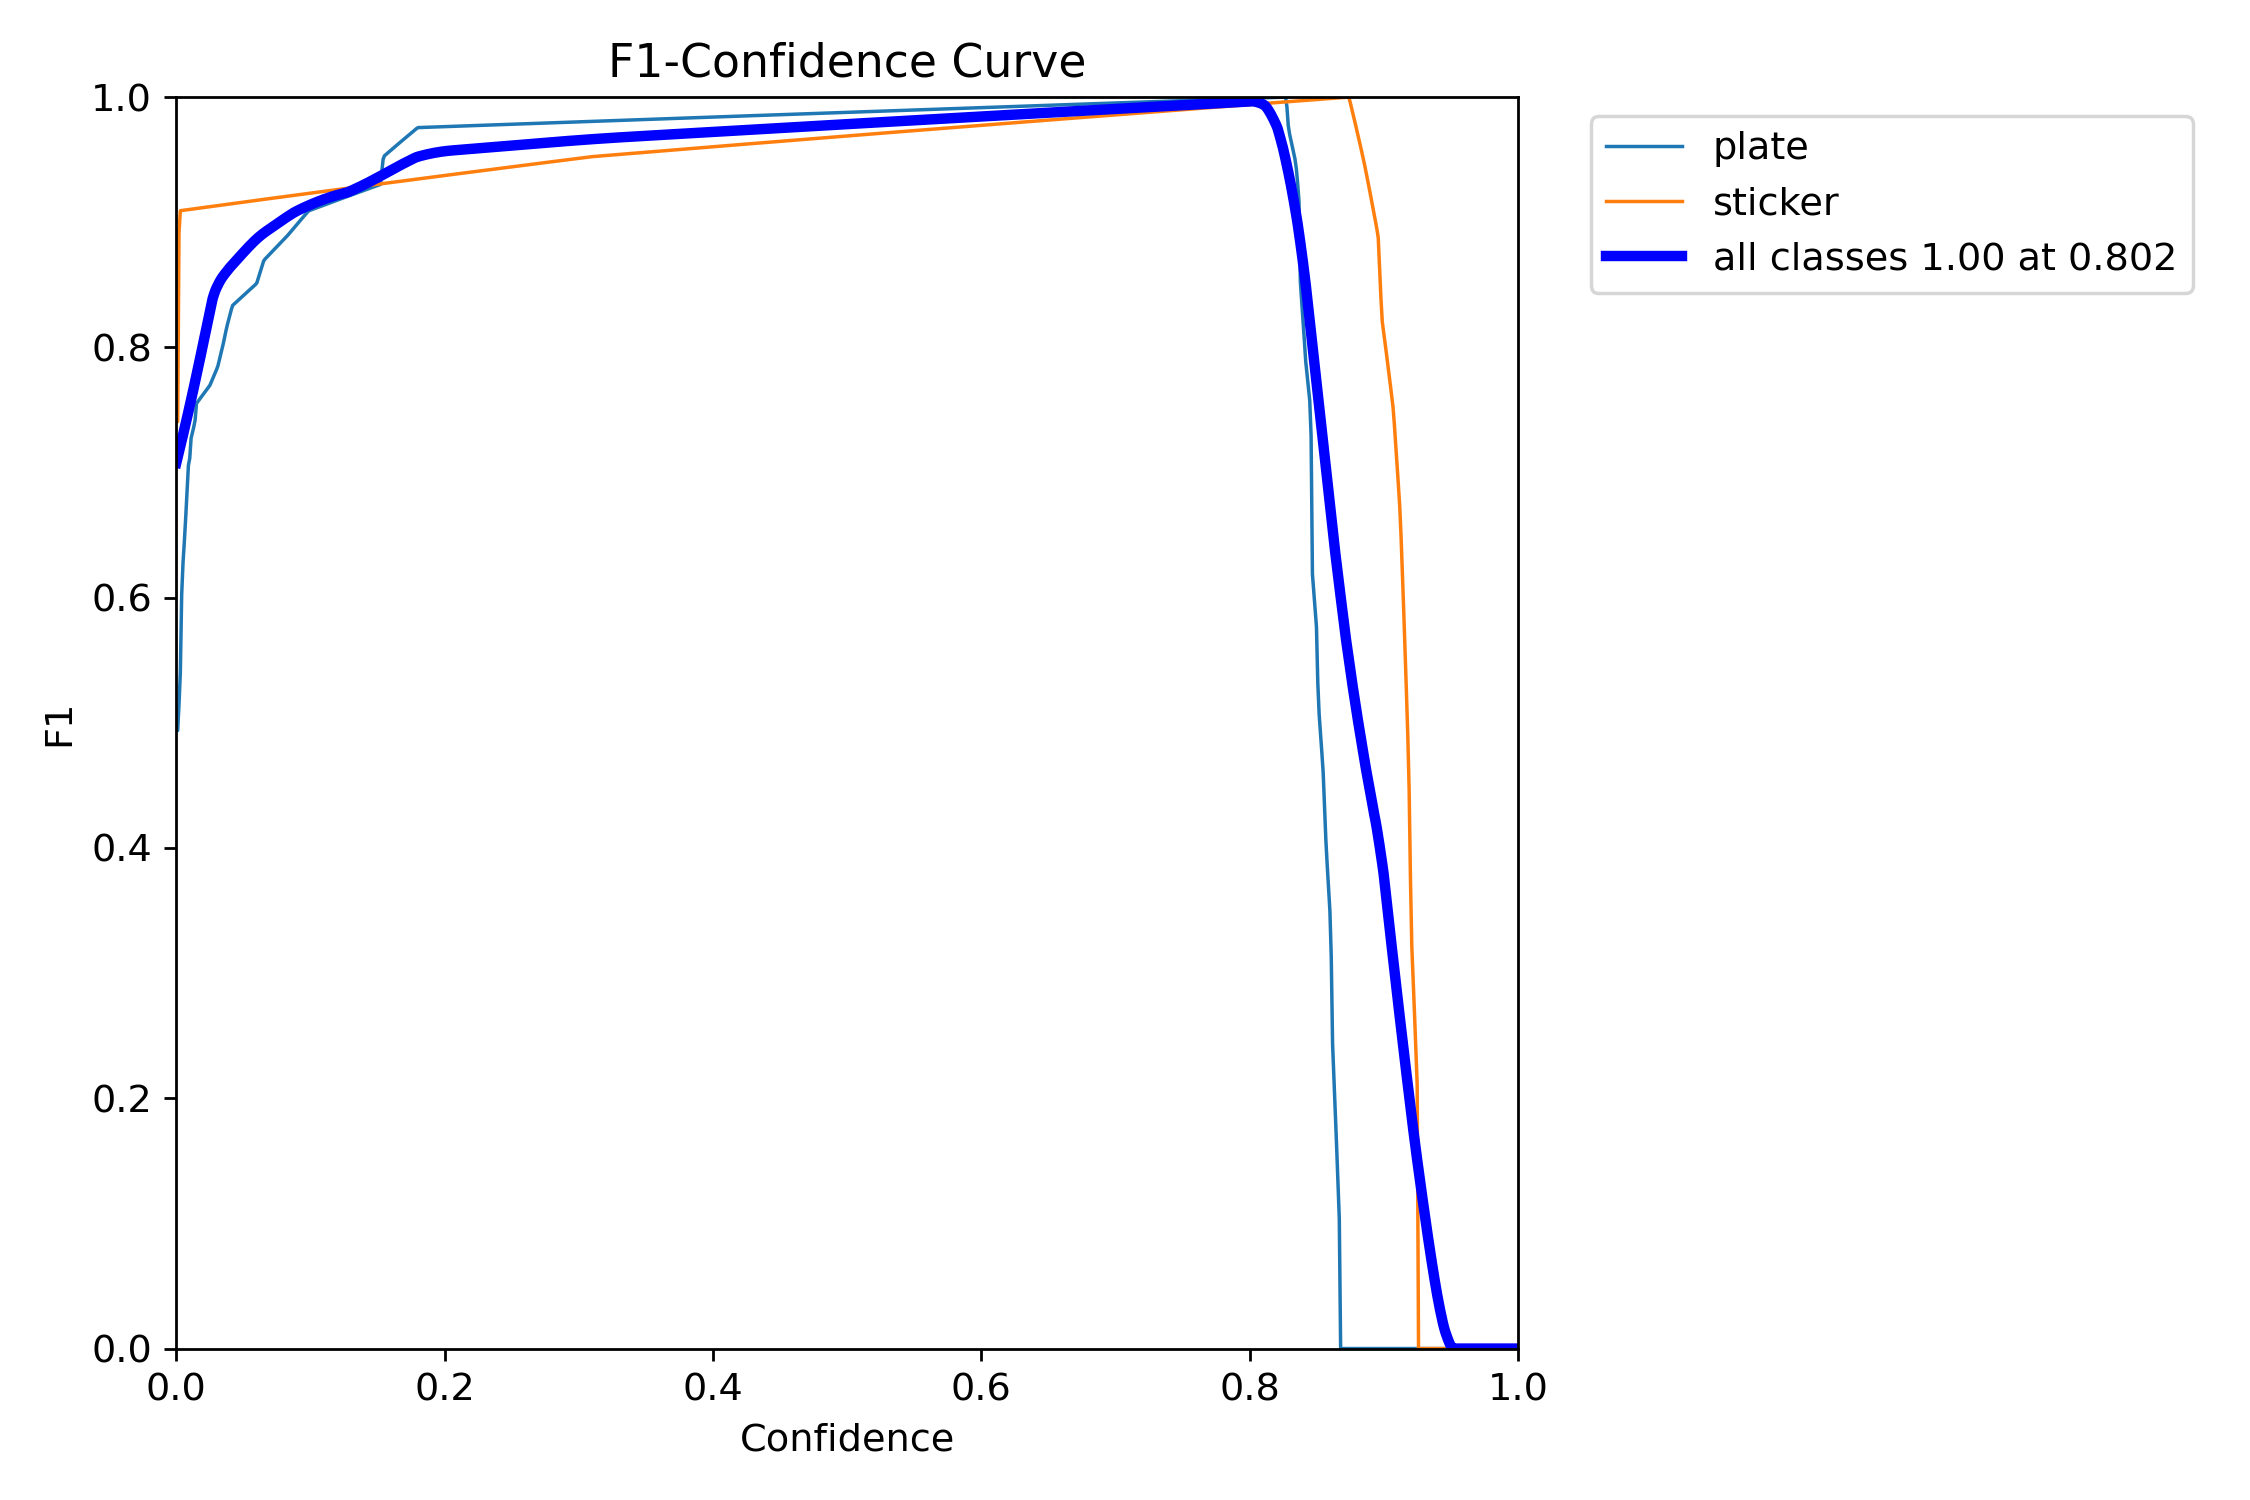 F1-Confidence Curve
1.0
0.8
0.6
0.4
0.2
0.0
F1
0.0 0.2 0.4 0.6 0.8 1.0
Confidence
plate
sticker
all classes 1.00 at 0.802